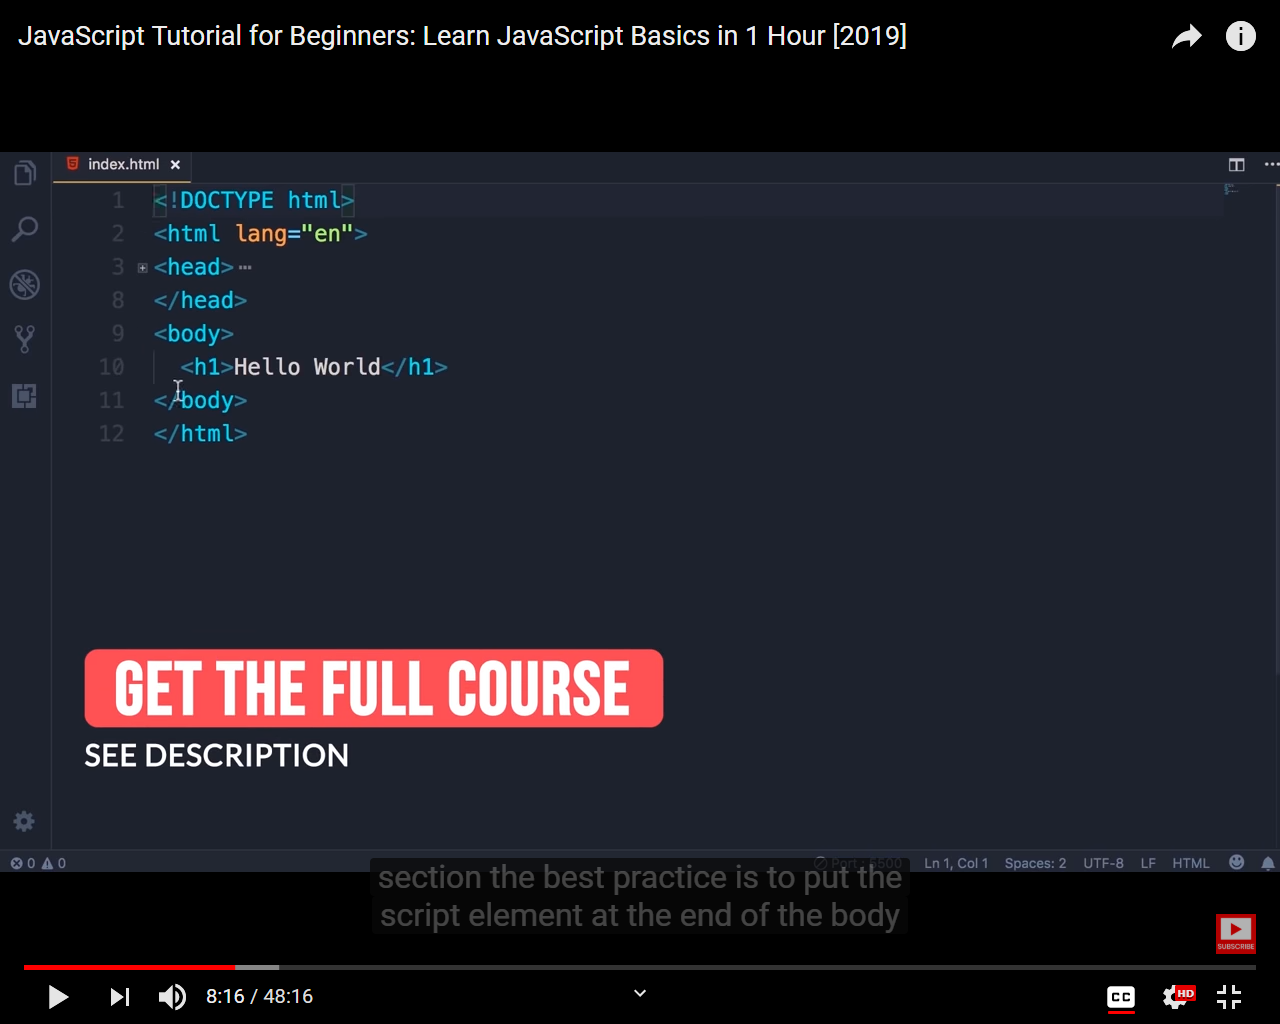 JavaScript Tutorial for Beginners: Learn JavaScript Basics in 1 Hour [2019]
index.html
1 <!DOCTYPE html>
2 <html lang="en">
3 <head>
8 </head>
9 <body>
10 <h1>Hello World</h1>
11 </body>
12 </html>
GET THE FULL COURSE
SEE DESCRIPTION
0 0 Port : 5500 Ln 1, Col 1 Spaces: 2 UTF-8 LF HTML
section the best practice is to put the
script element at the end of the body
SUBSCRIBE
8:16 / 48:16 CC HD